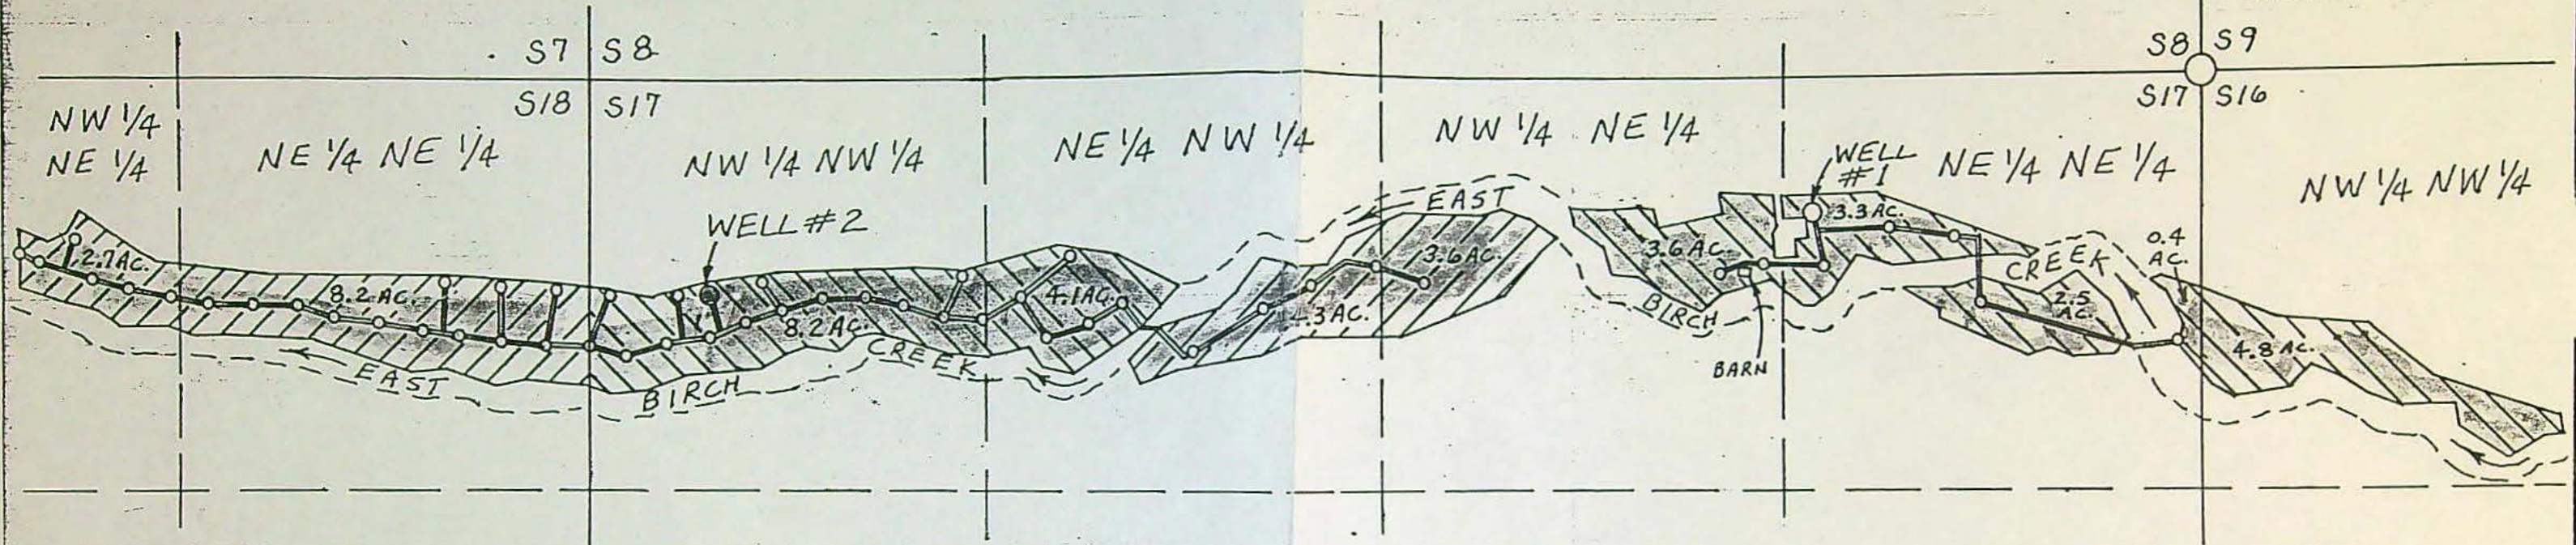 S7 S8
S8 S9
S18 S17
S17 S16
NW 1/4
NE 1/4
NE 1/4 NE 1/4
NW 1/4 NW 1/4
NE 1/4 NW 1/4
NW 1/4 NE 1/4
NE 1/4 NE 1/4
NW 1/4 NW 1/4
WELL #2
WELL
#1
2.7 AC.
8.2 AC.
8.2 AC.
4.1 AC.
.3 AC.
3.6 AC.
3.6 AC.
3.3 AC.
2.5
AC.
0.4
AC.
4.8 AC.
EAST
BIRCH
CREEK
EAST
BIRCH
CREEK
BARN